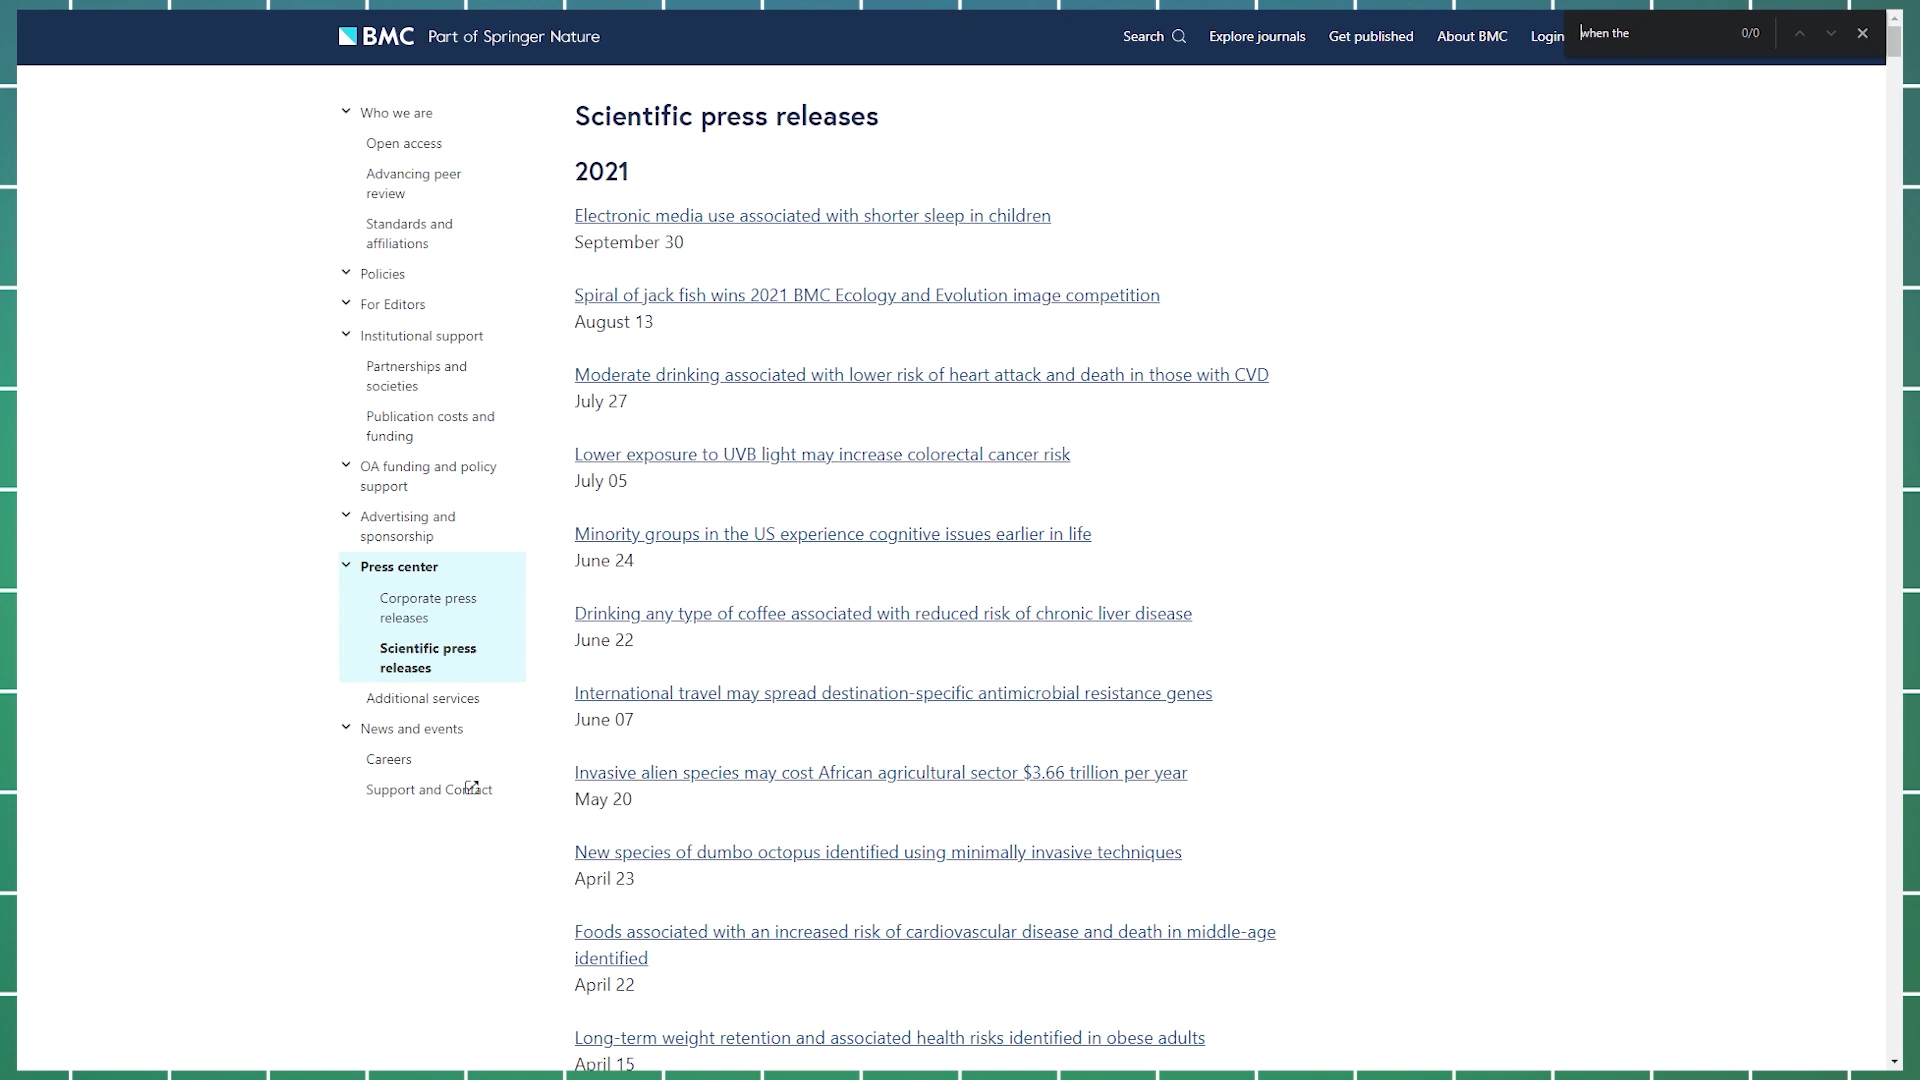 BMC Part of Springer Nature
Search Explore journals Get published About BMC Login
when the 0/0
Who we are
Open access
Advancing peer
review
Standards and
affiliations
Policies
For Editors
Institutional support
Partnerships and
societies
Publication costs and
funding
OA funding and policy
support
Advertising and
sponsorship
Press center
Corporate press
releases
Scientific press
releases
Additional services
News and events
Careers
Support and Contact
Scientific press releases
2021
Electronic media use associated with shorter sleep in children
September 30
Spiral of jack fish wins 2021 BMC Ecology and Evolution image competition
August 13
Moderate drinking associated with lower risk of heart attack and death in those with CVD
July 27
Lower exposure to UVB light may increase colorectal cancer risk
July 05
Minority groups in the US experience cognitive issues earlier in life
June 24
Drinking any type of coffee associated with reduced risk of chronic liver disease
June 22
International travel may spread destination-specific antimicrobial resistance genes
June 07
Invasive alien species may cost African agricultural sector $3.66 trillion per year
May 20
New species of dumbo octopus identified using minimally invasive techniques
April 23
Foods associated with an increased risk of cardiovascular disease and death in middle-age
identified
April 22
Long-term weight retention and associated health risks identified in obese adults
April 15